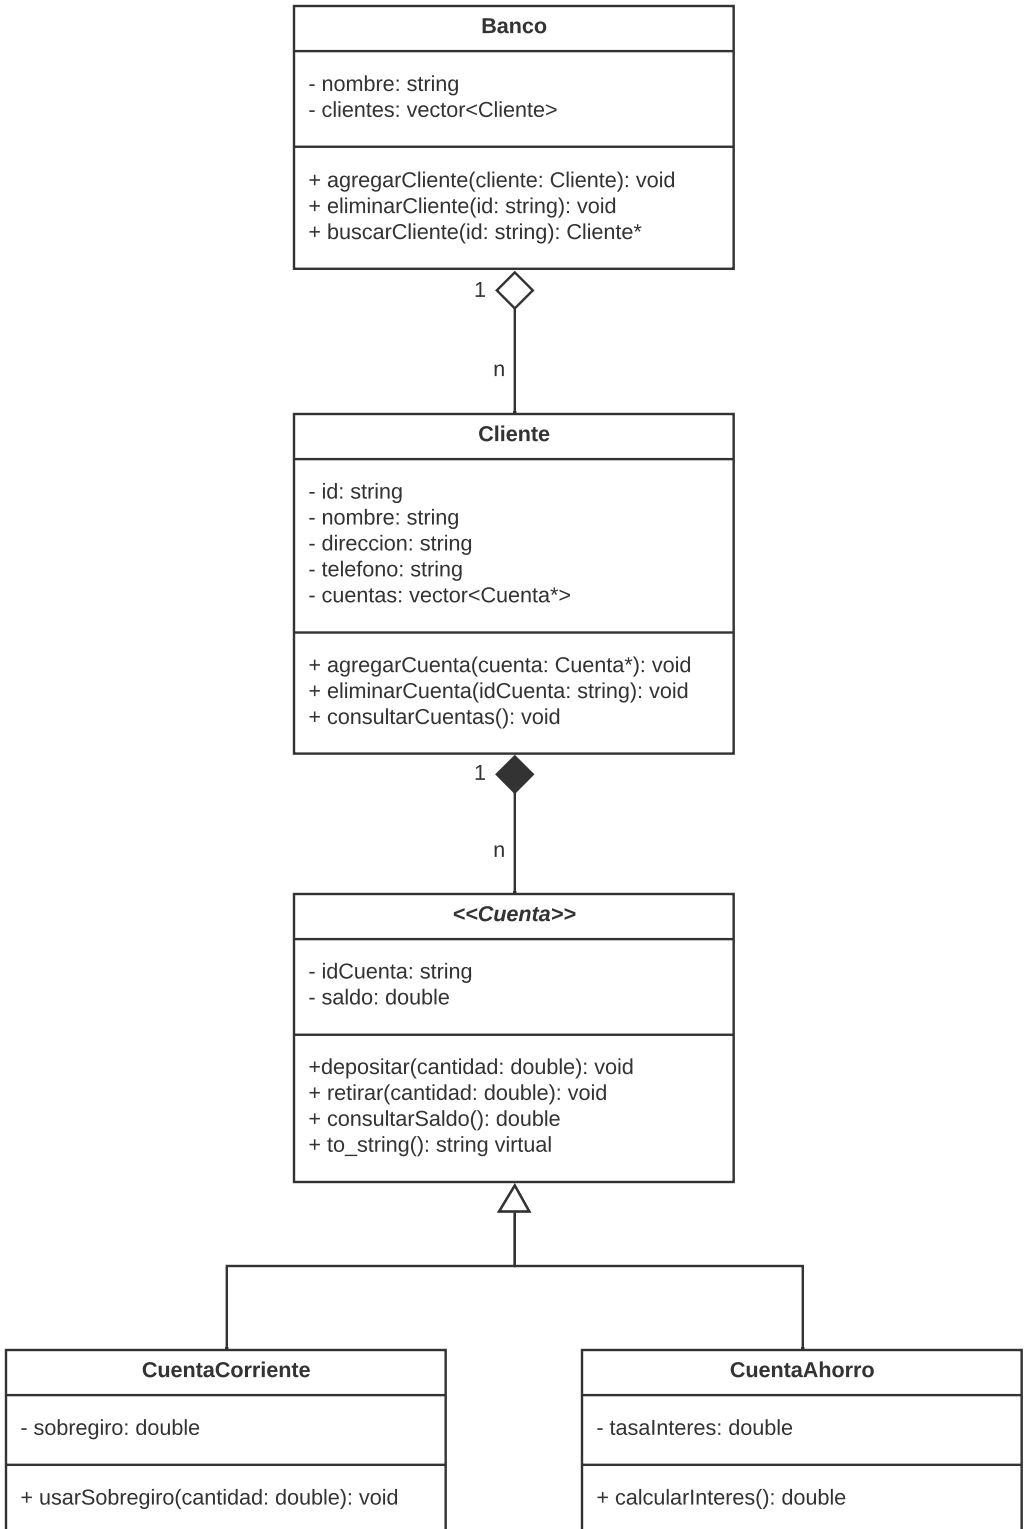 Banco
- nombre: string
- clientes: vector<Cliente>
+ agregarCliente(cliente: Cliente): void
+ eliminarCliente(id: string): void
+ buscarCliente(id: string): Cliente*
1
n
Cliente
- id: string
- nombre: string
- direccion: string
- telefono: string
- cuentas: vector<Cuenta*>
+ agregarCuenta(cuenta: Cuenta*): void
+ eliminarCuenta(idCuenta: string): void
+ consultarCuentas(): void
1
n
<<Cuenta>>
- idCuenta: string
- saldo: double
+depositar(cantidad: double): void
+ retirar(cantidad: double): void
+ consultarSaldo(): double
+ to_string(): string virtual
CuentaCorriente
- sobregiro: double
+ usarSobregiro(cantidad: double): void
CuentaAhorro
- tasaInteres: double
+ calcularInteres(): double